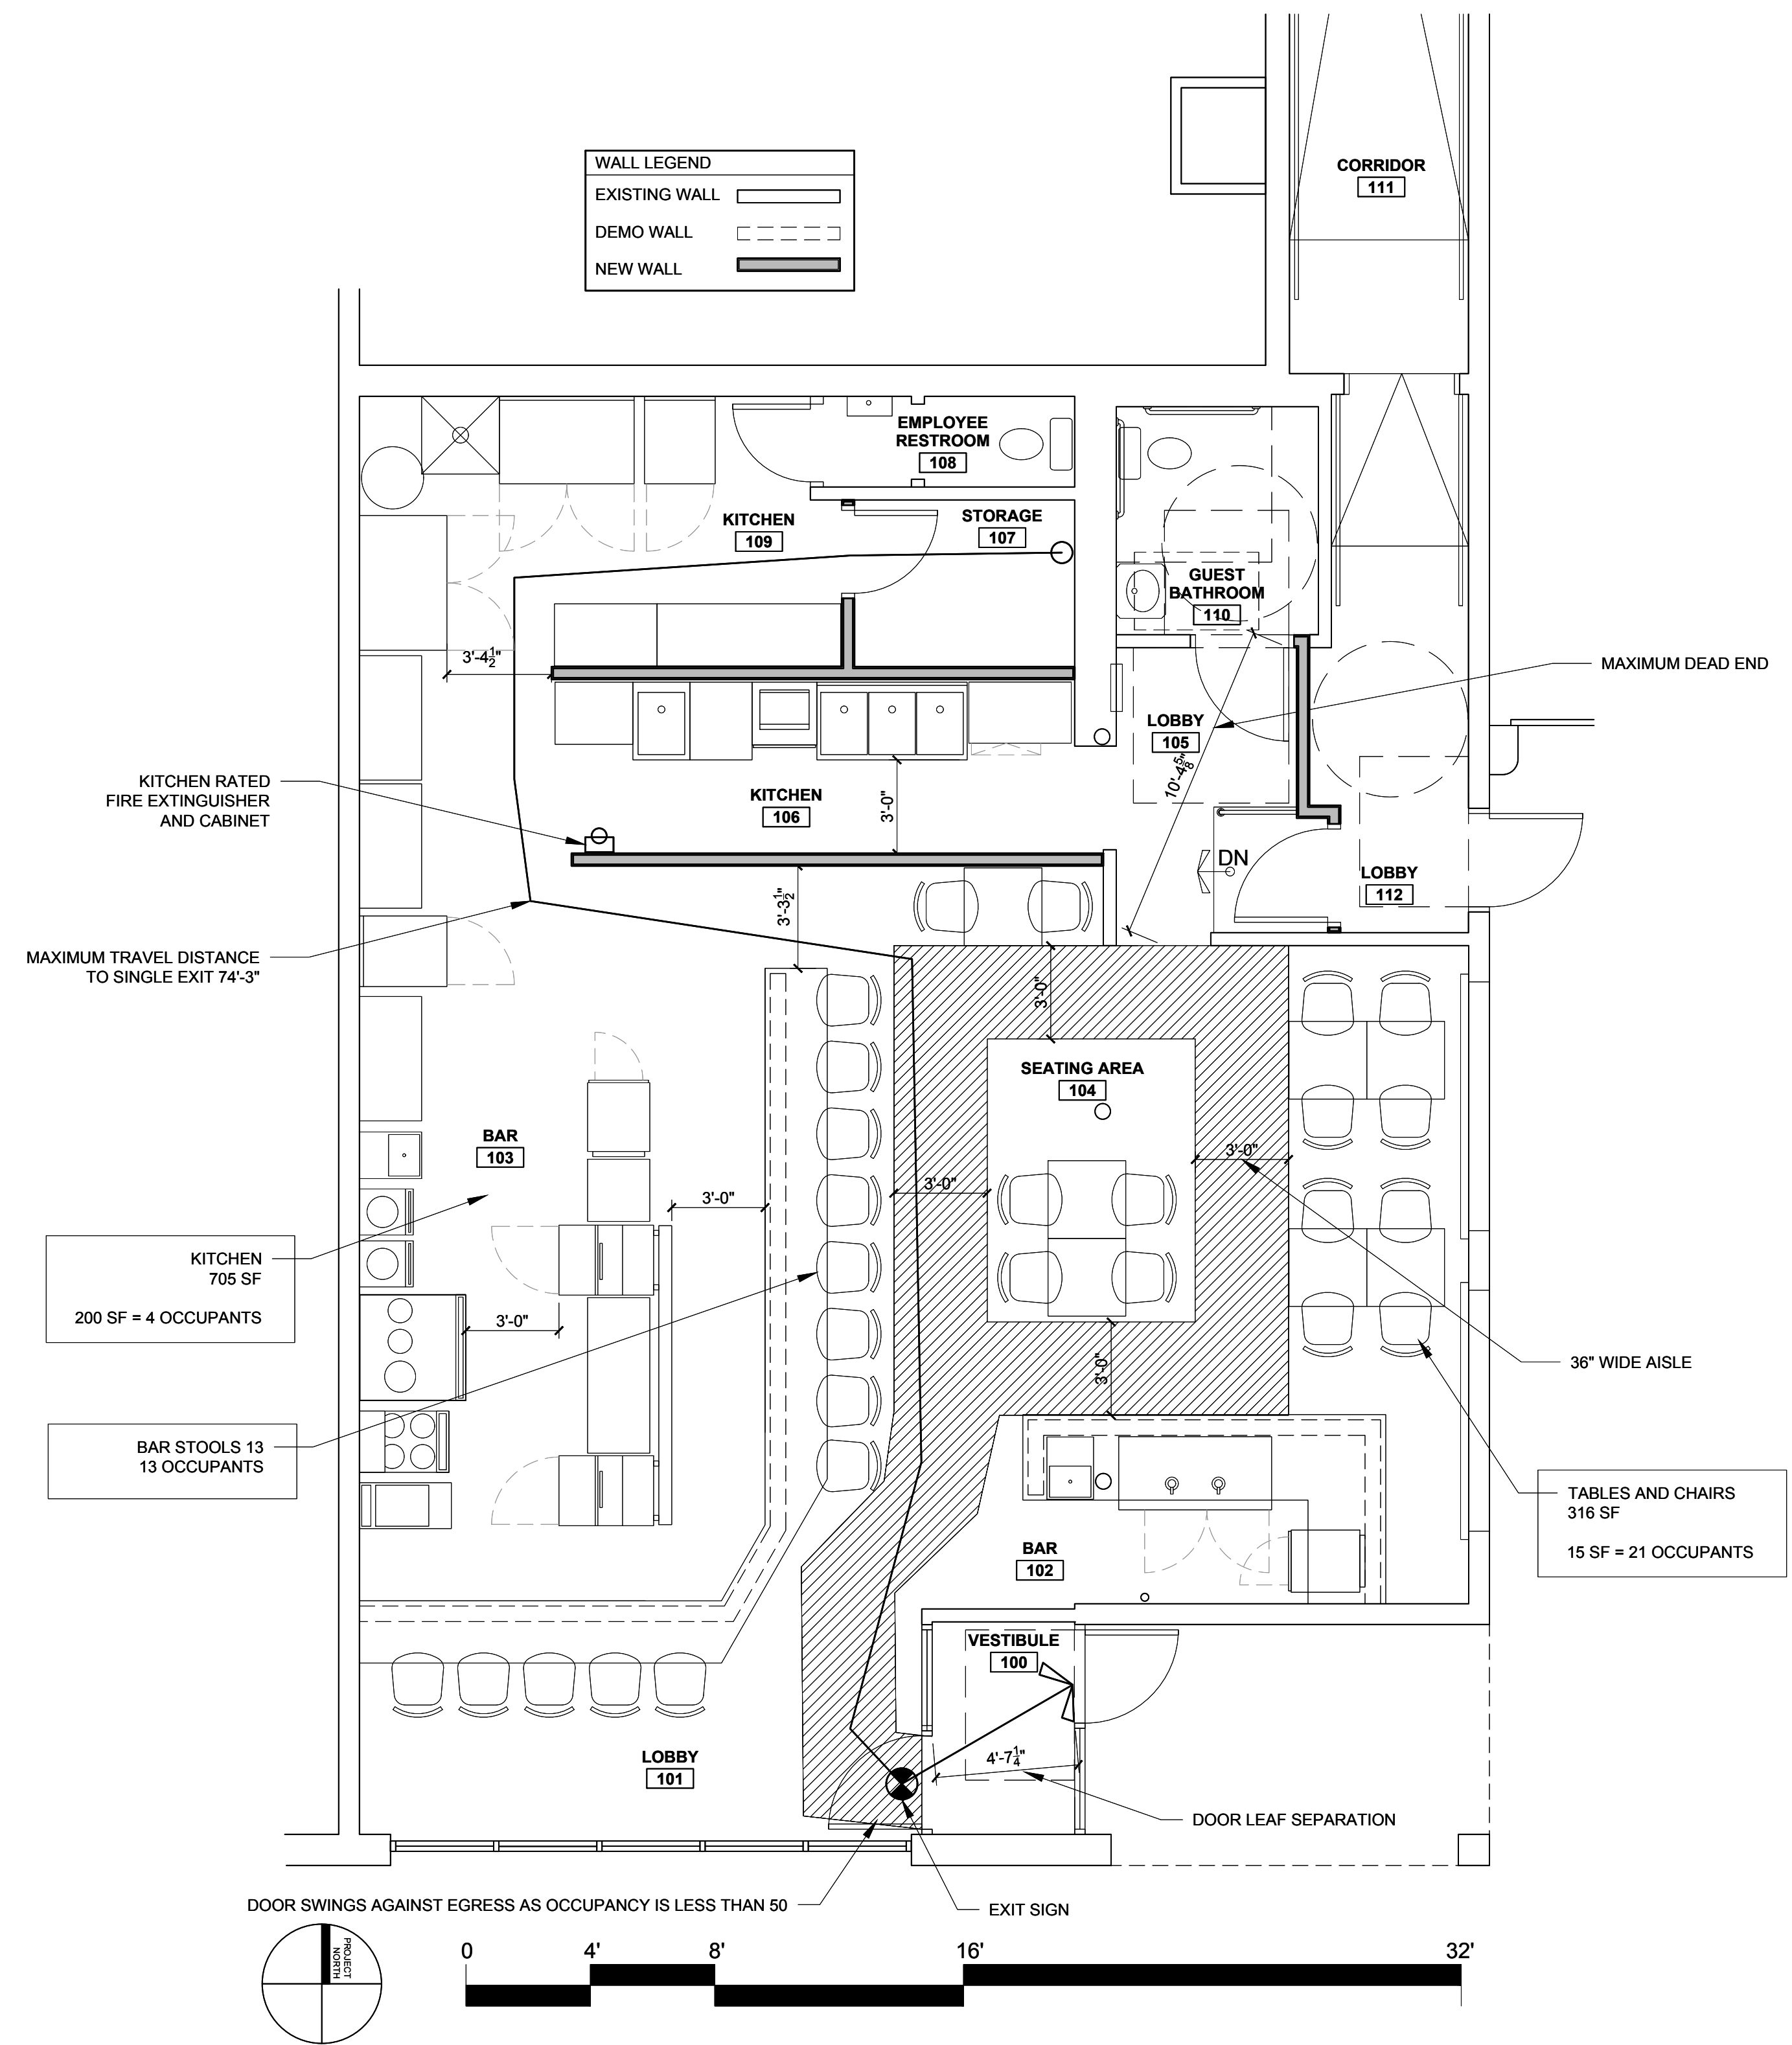 CORRIDOR
111
WALL LEGEND
EXISTING WALL
DEMO WALL
NEW WALL
EMPLOYEE
RESTROOM
108
KITCHEN
109
STORAGE
107
GUEST
BATHROOM
110
3'-4½"
MAXIMUM DEAD END
LOBBY
105
10'-4⅝"
KITCHEN RATED
FIRE EXTINGUISHER
AND CABINET
KITCHEN
106
3'-0"
DN
LOBBY
112
3'-3½"
MAXIMUM TRAVEL DISTANCE
TO SINGLE EXIT 74'-3"
3'-0"
SEATING AREA
104
BAR
103
3'-0"
3'-0"
3'-0"
KITCHEN
705 SF
200 SF = 4 OCCUPANTS
3'-0"
3'-0"
36" WIDE AISLE
BAR STOOLS 13
13 OCCUPANTS
TABLES AND CHAIRS
316 SF
15 SF = 21 OCCUPANTS
BAR
102
VESTIBULE
100
LOBBY
101
4'-7¼"
DOOR LEAF SEPARATION
DOOR SWINGS AGAINST EGRESS AS OCCUPANCY IS LESS THAN 50
EXIT SIGN
PROJECT
NORTH
0 4' 8' 16' 32'